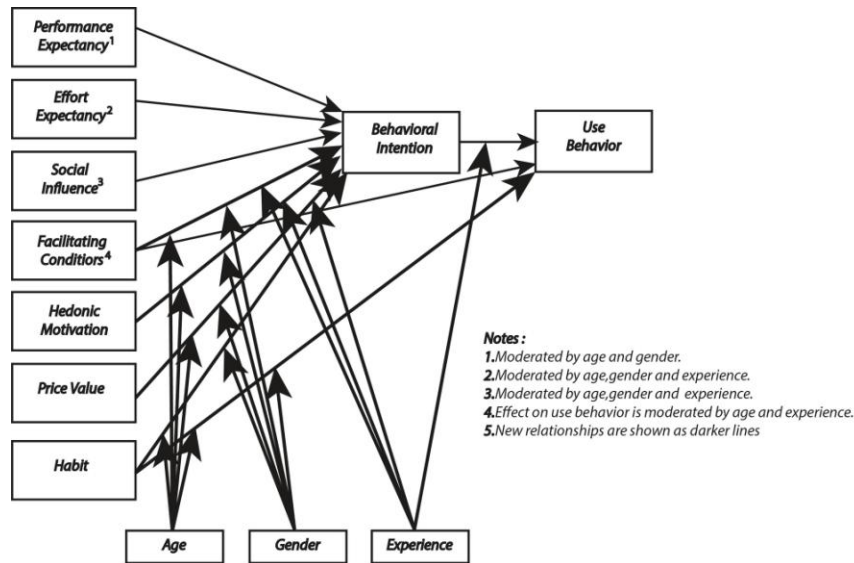 Performance
Expectancy1
Effort
Expectancy2
Social
Influence3
Facilitating
Conditiors4
Hedonic
Motivation
Price Value
Habit
Behavioral
Intention
Use
Behavior
Notes :
1.Moderated by age and gender.
2.Moderated by age,gender and experience.
3.Moderated by age,gender and experience.
4.Effect on use behavior is moderated by age and experience.
5.New relationships are shown as darker lines
Age
Gender
Experience